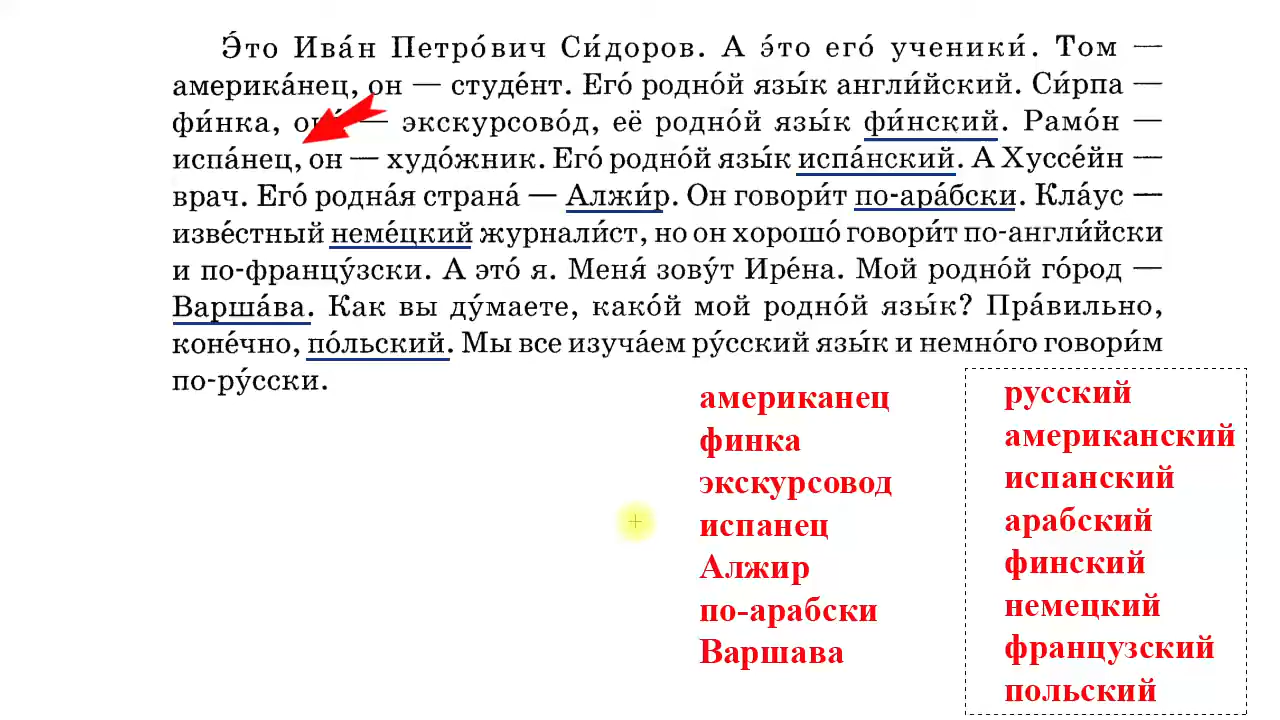 Э́то Ива́н Петро́вич Си́доров. А э́то его́ ученики́. Том —
америка́нец, он — студе́нт. Его́ родно́й язы́к англи́йский. Си́рпа —
фи́нка, она́ — экскурсово́д, её родно́й язы́к фи́нский. Рамо́н —
испа́нец, он — худо́жник. Его́ родно́й язы́к испа́нский. А Хуссе́йн —
врач. Его́ родна́я страна́ — Алжи́р. Он говори́т по-ара́бски. Кла́ус —
изве́стный неме́цкий журнали́ст, но он хорошо́ говори́т по-англи́йски
и по-францу́зски. А это́ я. Меня́ зову́т Ире́на. Мой родно́й го́род —
Варша́ва. Как вы ду́маете, како́й мой родно́й язы́к? Пра́вильно,
коне́чно, по́льский. Мы все изуча́ем ру́сский язы́к и немно́го говори́м
по-ру́сски.
американец
финка
экскурсовод
испанец
Алжир
по-арабски
Варшава
русский
американский
испанский
арабский
финский
немецкий
французский
польский